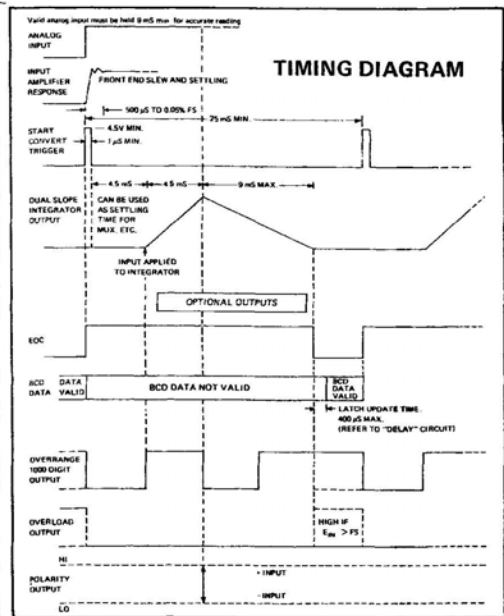 Valid analog input must be held 9 mS min for accurate reading
ANALOG
INPUT
TIMING DIAGRAM
INPUT
AMPLIFIER
RESPONSE
FRONT END SLEW AND SETTLING
500 µS TO 0.05% FS
25 mS MIN.
START
CONVERT
TRIGGER
4.5V MIN.
1 µS MIN.
4.5 mS
4.5 mS
9 mS MAX.
DUAL SLOPE
INTEGRATOR
OUTPUT
CAN BE USED
AS SETTLING
TIME FOR
MUX. ETC.
INPUT APPLIED
TO INTEGRATOR
OPTIONAL OUTPUTS
EOC
BCD
DATA
DATA
VALID
BCD DATA NOT VALID
BCD
DATA
VALID
LATCH UPDATE TIME.
400 µS MAX.
(REFER TO "DELAY" CIRCUIT)
OVERRANGE
1000 DIGIT
OUTPUT
OVERLOAD
OUTPUT
HIGH IF
EIN > FS
HI
POLARITY
OUTPUT
LO
+ INPUT
- INPUT